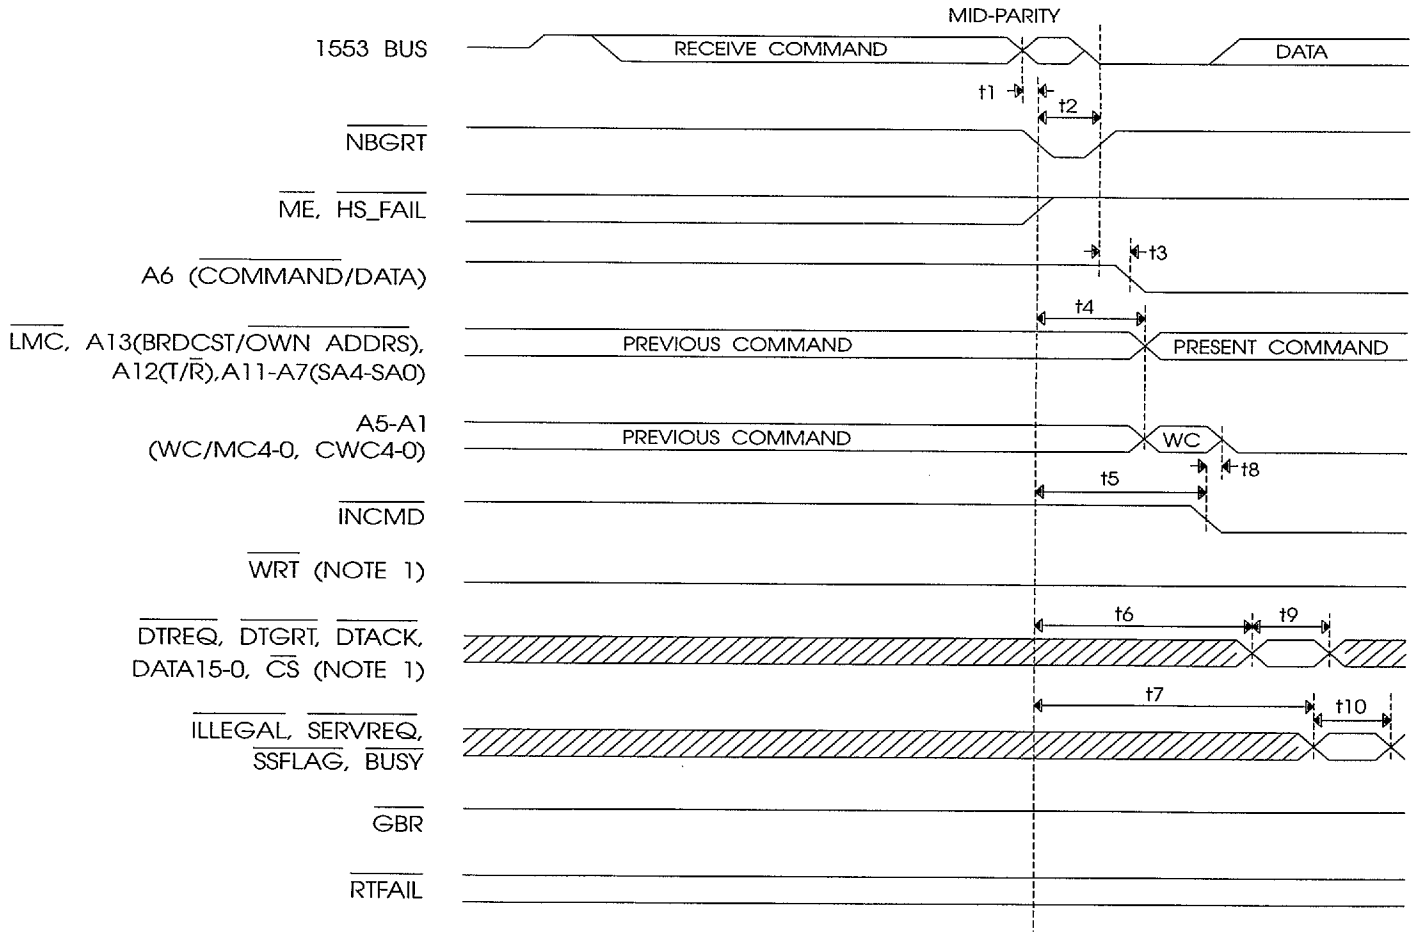 MID-PARITY
1553 BUS
RECEIVE COMMAND
DATA
t1
t2
NBGRT
ME, HS_FAIL
t3
A6 (COMMAND/DATA)
t4
LMC, A13(BRDCST/OWN ADDRS),
A12(T/R),A11-A7(SA4-SA0)
PREVIOUS COMMAND
PRESENT COMMAND
A5-A1
(WC/MC4-0, CWC4-0)
PREVIOUS COMMAND
WC
t8
t5
INCMD
WRT (NOTE 1)
t6
t9
DTREQ, DTGRT, DTACK,
DATA15-0, CS (NOTE 1)
t7
t10
ILLEGAL, SERVREQ,
SSFLAG, BUSY
GBR
RTFAIL